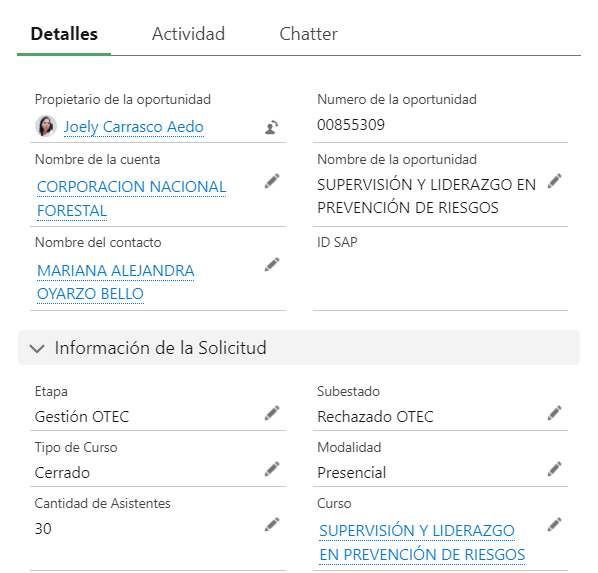 Detalles
Actividad
Chatter
Propietario de la oportunidad
Joely Carrasco Aedo
Numero de la oportunidad
00855309
Nombre de la cuenta
CORPORACION NACIONAL
FORESTAL
Nombre de la oportunidad
SUPERVISIÓN Y LIDERAZGO EN
PREVENCIÓN DE RIESGOS
Nombre del contacto
MARIANA ALEJANDRA
OYARZO BELLO
ID SAP
Información de la Solicitud
Etapa
Gestión OTEC
Subestado
Rechazado OTEC
Tipo de Curso
Cerrado
Modalidad
Presencial
Cantidad de Asistentes
30
Curso
SUPERVISIÓN Y LIDERAZGO
EN PREVENCIÓN DE RIESGOS